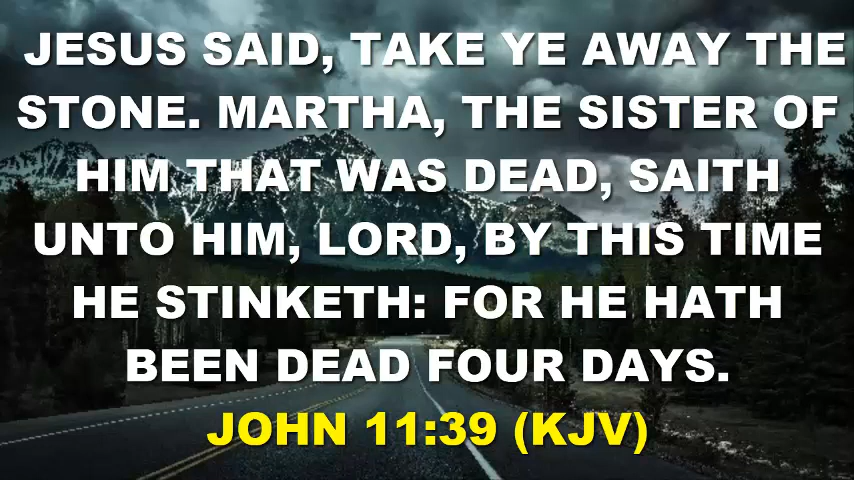 JESUS SAID, TAKE YE AWAY THE
STONE. MARTHA, THE SISTER OF
HIM THAT WAS DEAD, SAITH
UNTO HIM, LORD, BY THIS TIME
HE STINKETH: FOR HE HATH
BEEN DEAD FOUR DAYS.
JOHN 11:39 (KJV)